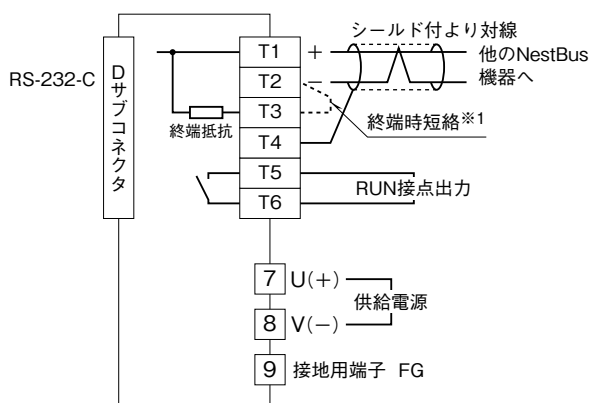 シールド付より対線
RS-232-C
Dサブコネクタ
T1
+
他のNestBus
機器へ
T2
−
T3
終端抵抗
終端時短絡※1
T4
T5
RUN接点出力
T6
7 U(+)
供給電源
8 V(−)
9 接地用端子 FG